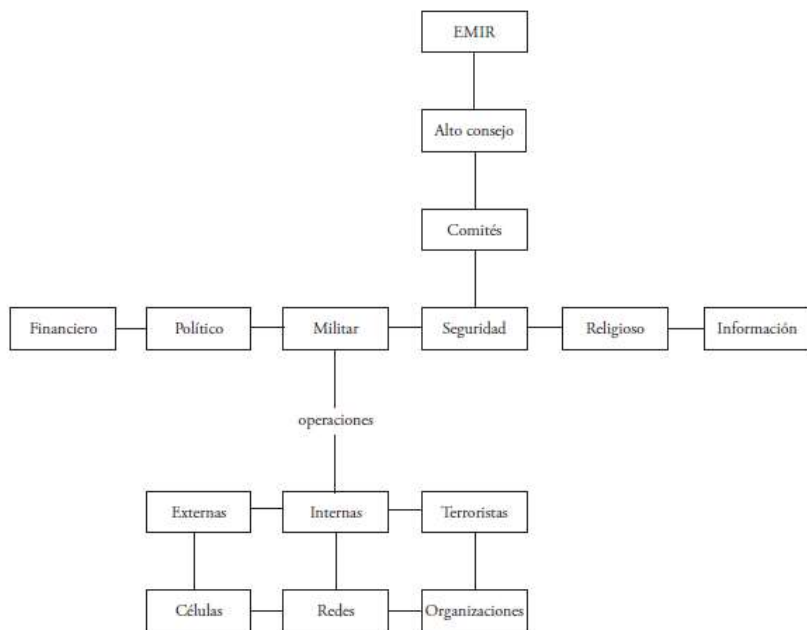 EMIR
Alto consejo
Comités
Financiero Político Militar Seguridad Religioso Información
operaciones
Externas Internas Terroristas
Células Redes Organizaciones